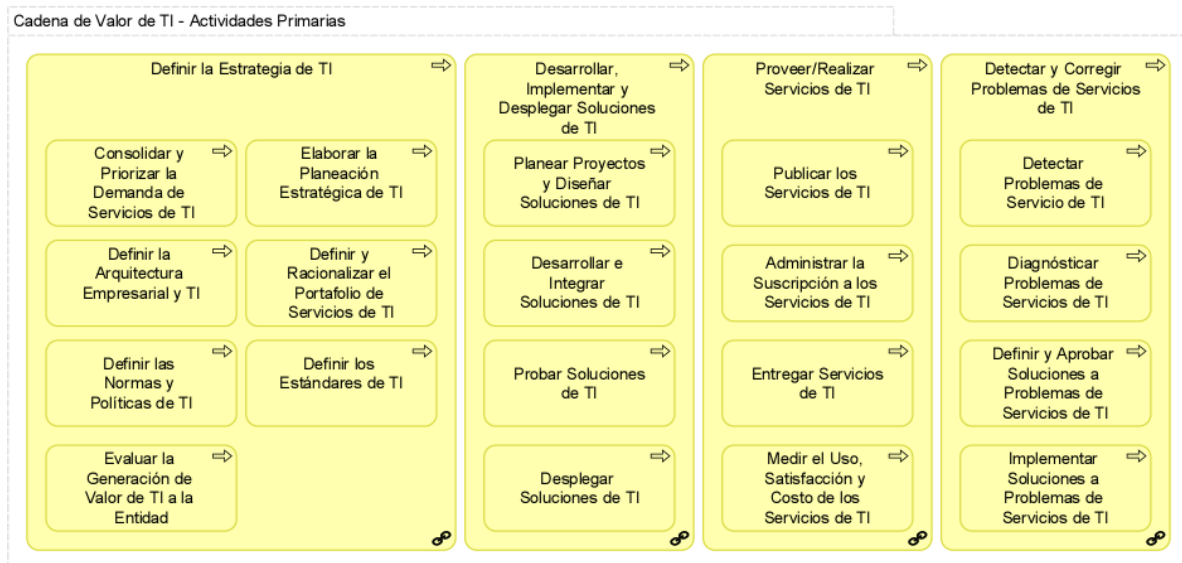 Cadena de Valor de TI - Actividades Primarias
Definir la Estrategia de TI
Consolidar y
Priorizar la
Demanda de
Servicios de TI
Elaborar la
Planeación
Estratégica de TI
Definir la
Arquitectura
Empresarial y TI
Definir y
Racionalizar el
Portafolio de
Servicios de TI
Definir las
Normas y
Políticas de TI
Definir los
Estándares de TI
Evaluar la
Generación de
Valor de TI a la
Entidad
Desarrollar,
Implementar y
Desplegar Soluciones
de TI
Planear Proyectos
y Diseñar
Soluciones de TI
Desarrollar e
Integrar
Soluciones de TI
Probar Soluciones
de TI
Desplegar
Soluciones de TI
Proveer/Realizar
Servicios de TI
Publicar los
Servicios de TI
Administrar la
Suscripción a los
Servicios de TI
Entregar Servicios
de TI
Medir el Uso,
Satisfacción y
Costo de los
Servicios de TI
Detectar y Corregir
Problemas de Servicios
de TI
Detectar
Problemas de
Servicio de TI
Diagnósticar
Problemas de
Servicios de TI
Definir y Aprobar
Soluciones a
Problemas de
Servicios de TI
Implementar
Soluciones a
Problemas de
Servicios de TI